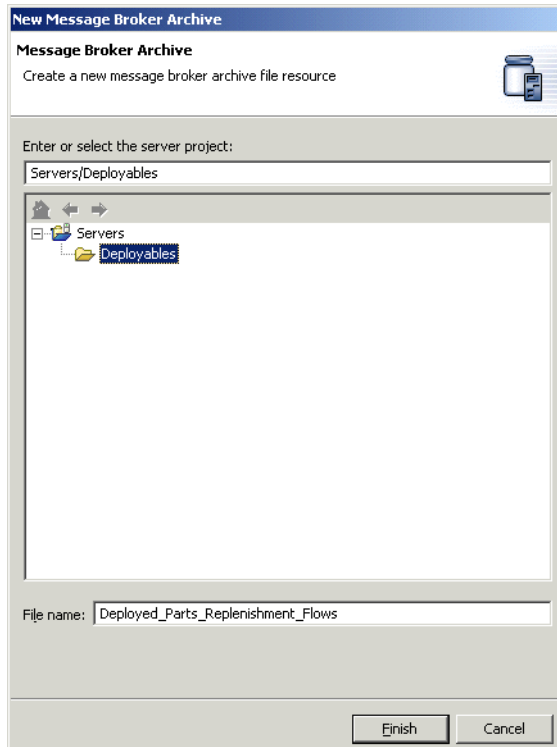 New Message Broker Archive
Message Broker Archive
Create a new message broker archive file resource
Enter or select the server project:
Servers/Deployables
Servers
Deployables
File name: Deployed_Parts_Replenishment_Flows
Finish Cancel